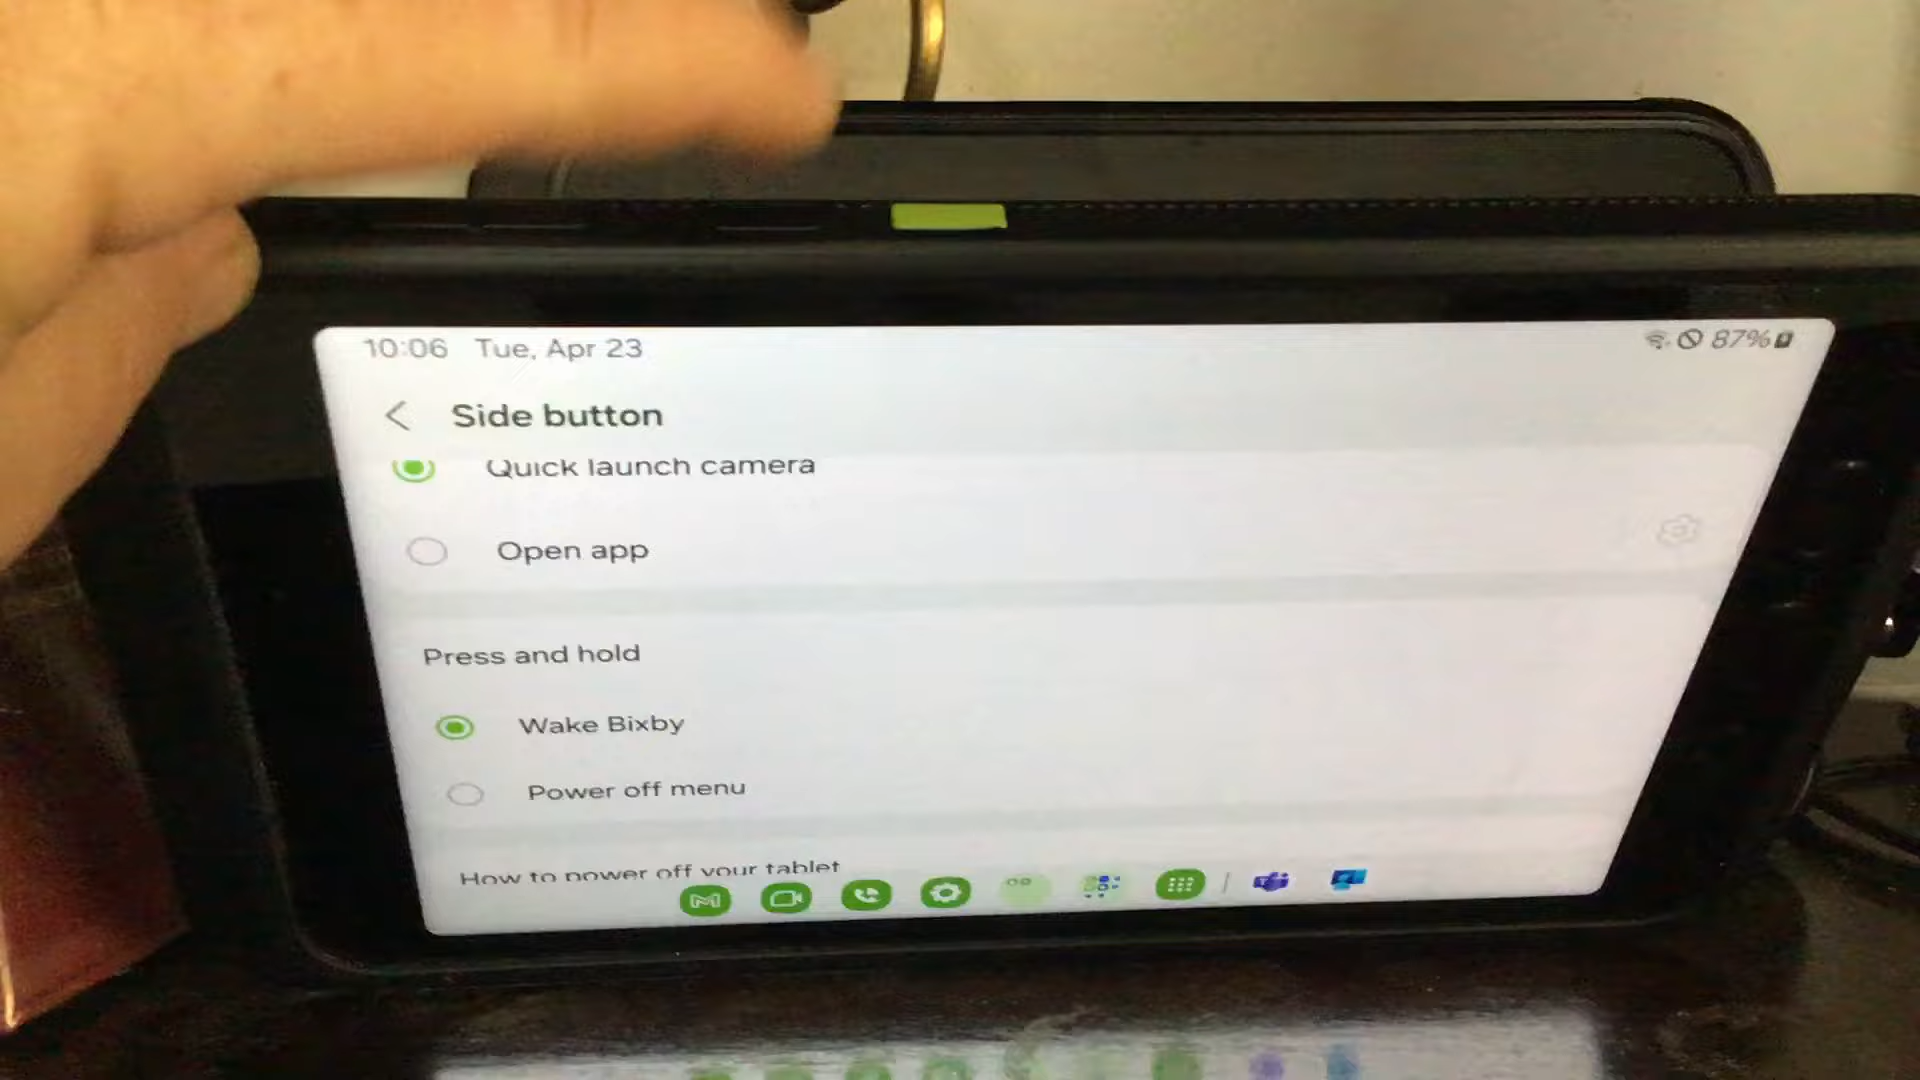 10:06 Tue, Apr 23 87%
Side button
Quick launch camera
Open app
Press and hold
Wake Bixby
Power off menu
How to power off your tablet